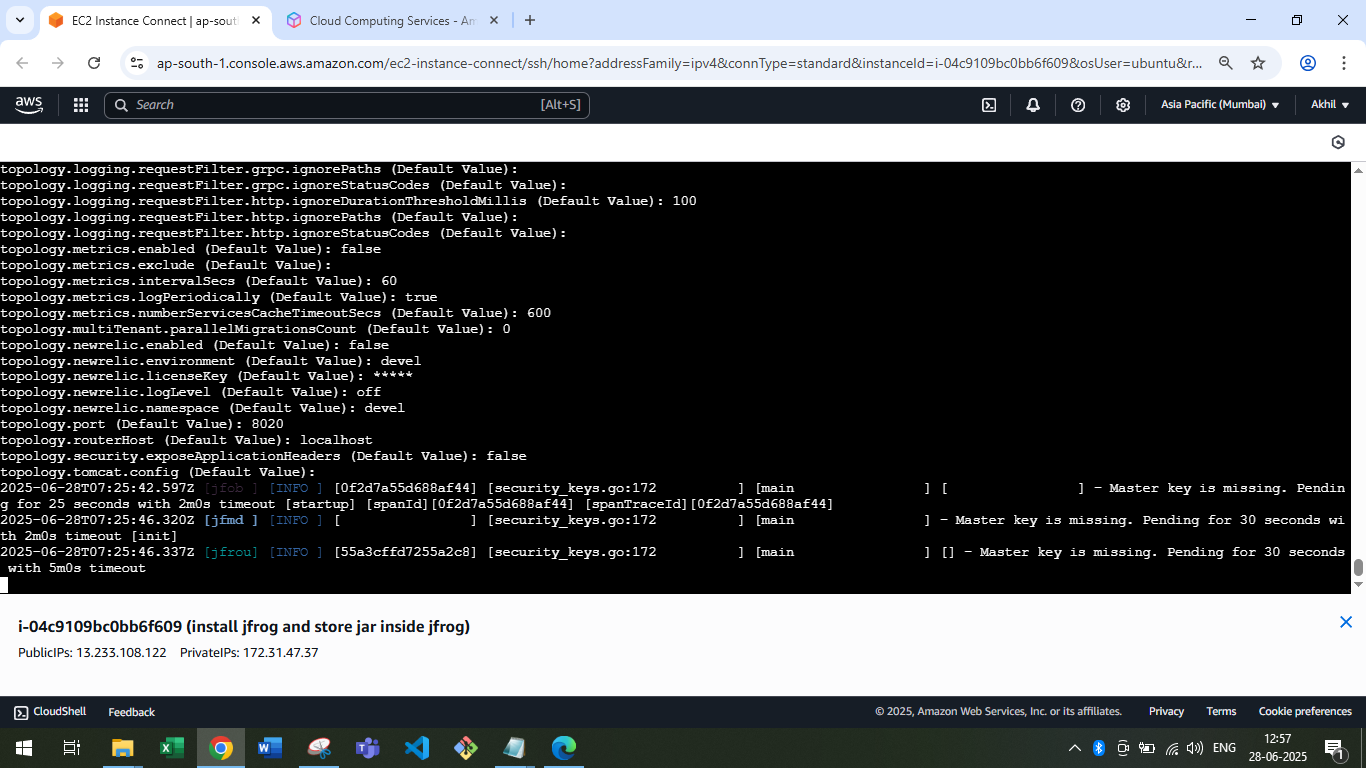 EC2 Instance Connect | ap-sout
Cloud Computing Services - Am
ap-south-1.console.aws.amazon.com/ec2-instance-connect/ssh/home?addressFamily=ipv4&connType=standard&instanceId=i-04c9109bc0bb6f609&osUser=ubuntu&r...
aws
Search
[Alt+S]
Asia Pacific (Mumbai)
Akhil
topology.logging.requestFilter.grpc.ignorePaths (Default Value):
topology.logging.requestFilter.grpc.ignoreStatusCodes (Default Value):
topology.logging.requestFilter.http.ignoreDurationThresholdMillis (Default Value): 100
topology.logging.requestFilter.http.ignorePaths (Default Value):
topology.logging.requestFilter.http.ignoreStatusCodes (Default Value):
topology.metrics.enabled (Default Value): false
topology.metrics.exclude (Default Value):
topology.metrics.intervalSecs (Default Value): 60
topology.metrics.logPeriodically (Default Value): true
topology.metrics.numberServicesCacheTimeoutSecs (Default Value): 600
topology.multiTenant.parallelMigrationsCount (Default Value): 0
topology.newrelic.enabled (Default Value): false
topology.newrelic.environment (Default Value): devel
topology.newrelic.licenseKey (Default Value): *****
topology.newrelic.logLevel (Default Value): off
topology.newrelic.namespace (Default Value): devel
topology.port (Default Value): 8020
topology.routerHost (Default Value): localhost
topology.security.exposeApplicationHeaders (Default Value): false
topology.tomcat.config (Default Value):
2025-06-28T07:25:42.597Z [jfob ] [INFO ] [0f2d7a55d688af44] [security_keys.go:172          ] [main                ] [                ] - Master key is missing. Pendin
g for 25 seconds with 2m0s timeout [startup] [spanId][0f2d7a55d688af44] [spanTraceId][0f2d7a55d688af44]
2025-06-28T07:25:46.320Z [jfmd ] [INFO ] [                ] [security_keys.go:172          ] [main                ] - Master key is missing. Pending for 30 seconds wi
th 2m0s timeout [init]
2025-06-28T07:25:46.337Z [jfrou] [INFO ] [55a3cffd7255a2c8] [security_keys.go:172          ] [main                ] [] - Master key is missing. Pending for 30 seconds
with 5m0s timeout
i-04c9109bc0bb6f609 (install jfrog and store jar inside jfrog)
PublicIPs: 13.233.108.122    PrivateIPs: 172.31.47.37
CloudShell
Feedback
© 2025, Amazon Web Services, Inc. or its affiliates.
Privacy
Terms
Cookie preferences
ENG
12:57
28-06-2025
1